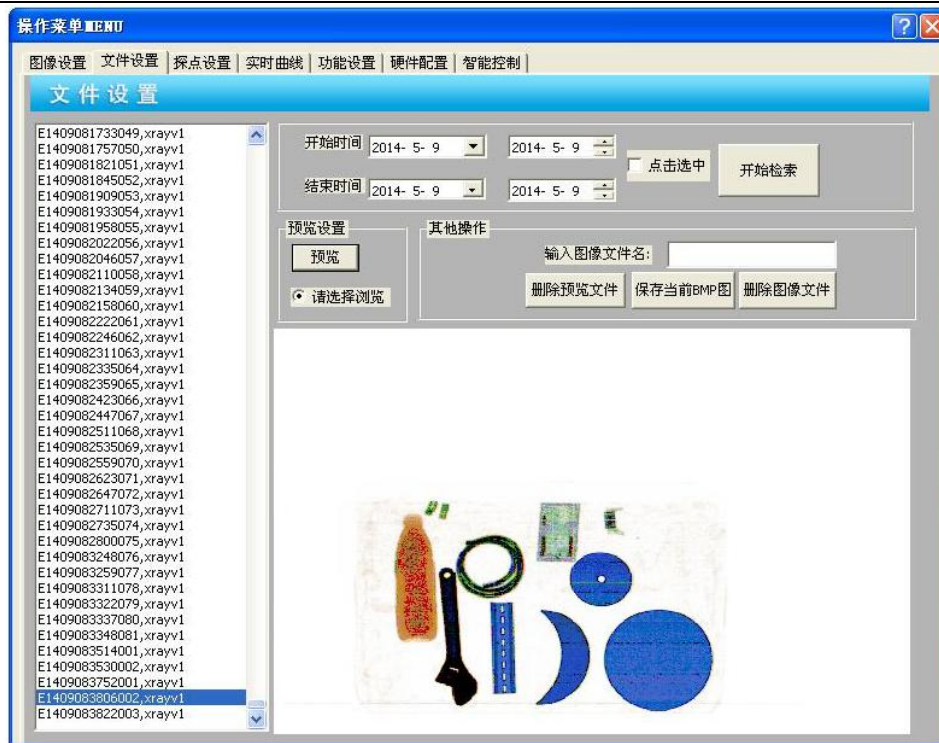 操作菜单MENU
图像设置 文件设置 探点设置 实时曲线 功能设置 硬件配置 智能控制
文件设置
E1409081733049,xrayv1
E1409081757050,xrayv1
E1409081821051,xrayv1
E1409081845052,xrayv1
E1409081909053,xrayv1
E1409081933054,xrayv1
E1409081958055,xrayv1
E1409082022056,xrayv1
E1409082046057,xrayv1
E1409082110058,xrayv1
E1409082134059,xrayv1
E1409082158060,xrayv1
E1409082222061,xrayv1
E1409082246062,xrayv1
E1409082311063,xrayv1
E1409082335064,xrayv1
E1409082359065,xrayv1
E1409082423066,xrayv1
E1409082447067,xrayv1
E1409082511068,xrayv1
E1409082535069,xrayv1
E1409082559070,xrayv1
E1409082623071,xrayv1
E1409082647072,xrayv1
E1409082711073,xrayv1
E1409082735074,xrayv1
E1409082800075,xrayv1
E1409083248076,xrayv1
E1409083259077,xrayv1
E1409083311078,xrayv1
E1409083322079,xrayv1
E1409083337080,xrayv1
E1409083348081,xrayv1
E1409083514001,xrayv1
E1409083530002,xrayv1
E1409083752001,xrayv1
E1409083806002,xrayv1
E1409083822003,xrayv1
开始时间 2014- 5- 9 2014- 5- 9
点击选中 开始检索
结束时间 2014- 5- 9 2014- 5- 9
预览设置
预览
请选择浏览
其他操作
输入图像文件名:
删除预览文件 保存当前BMP图 删除图像文件